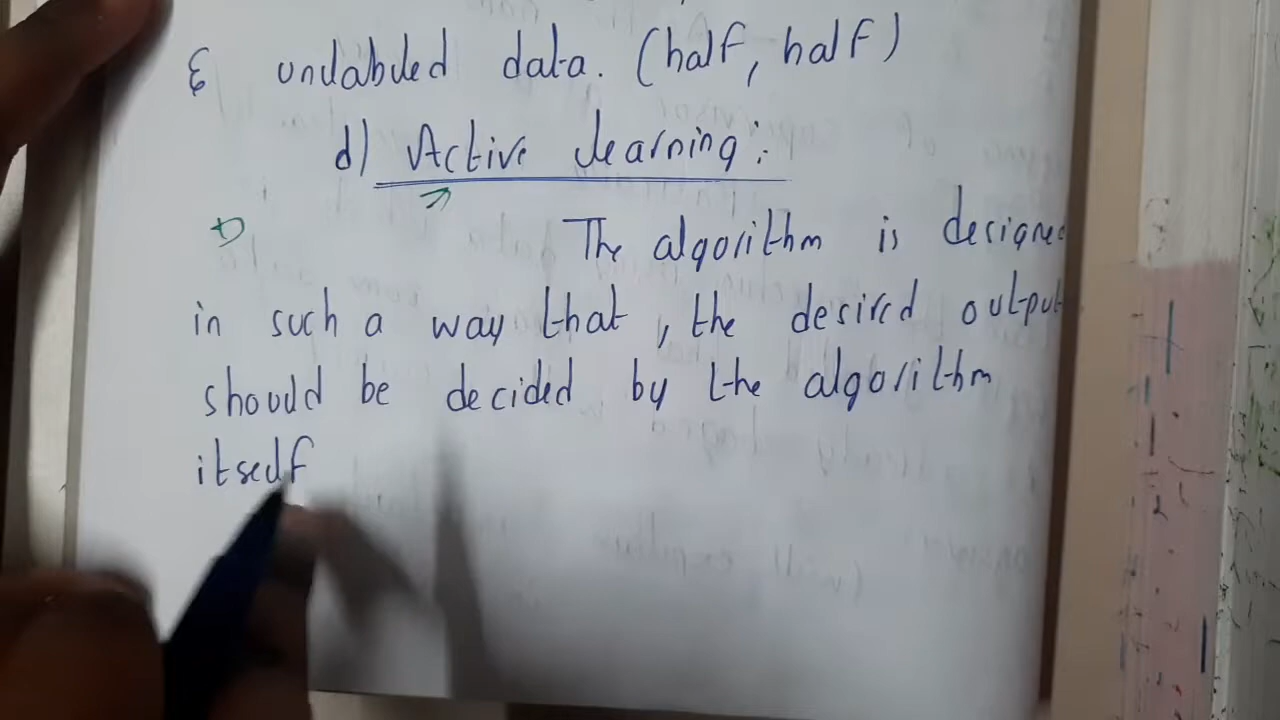 & unlabeled data. (half, half)
d) Active learning:
The algorithm is designe
in such a way that, the desired output
should be decided by the algorithm
itself